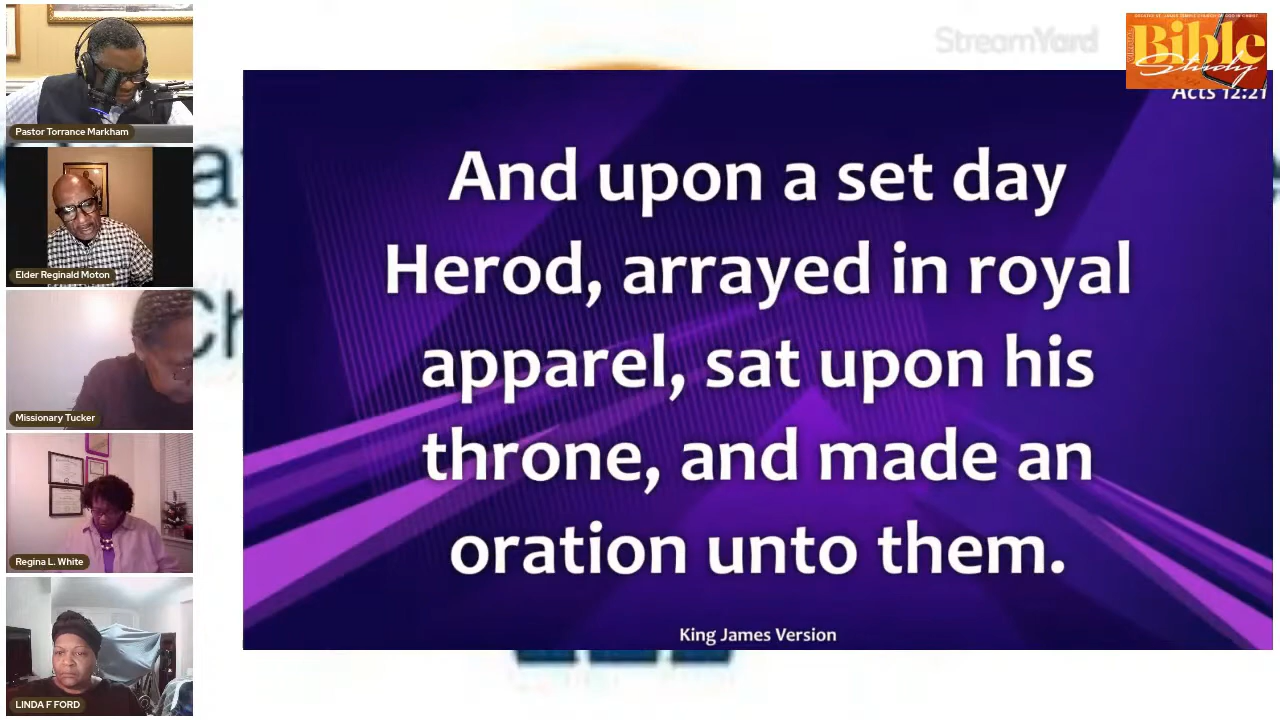 Pastor Torrance Markham
Elder Reginald Moton
Missionary Tucker
Regina L. White
LINDA F FORD
StreamYard
Bible
Study
Acts 12:21
And upon a set day
Herod, arrayed in royal
apparel, sat upon his
throne, and made an
oration unto them.
King James Version